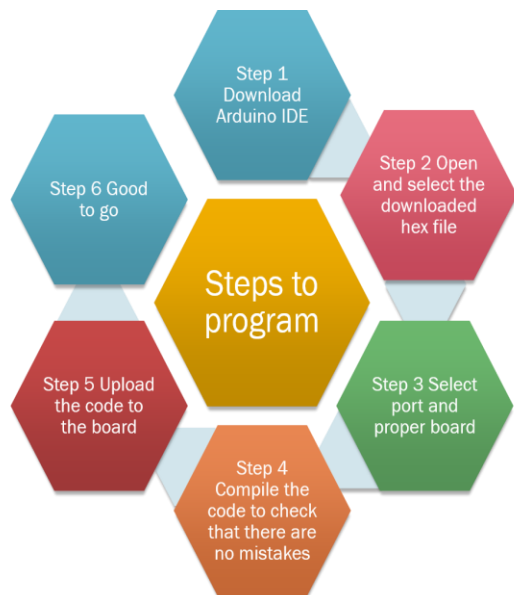 Step 1
Download
Arduino IDE
Step 2 Open
and select the
downloaded
hex file
Step 3 Select
port and
proper board
Step 4
Compile the
code to check
that there are
no mistakes
Step 5 Upload
the code to
the board
Step 6 Good
to go
Steps to
program